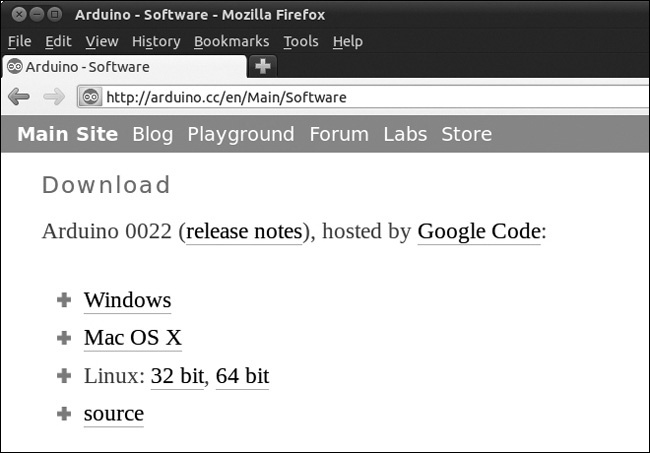 Arduino - Software - Mozilla Firefox
File Edit View History Bookmarks Tools Help
Arduino - Software
http://arduino.cc/en/Main/Software
Main Site Blog Playground Forum Labs Store
Download
Arduino 0022 (release notes), hosted by Google Code:
Windows
Mac OS X
Linux: 32 bit, 64 bit
source